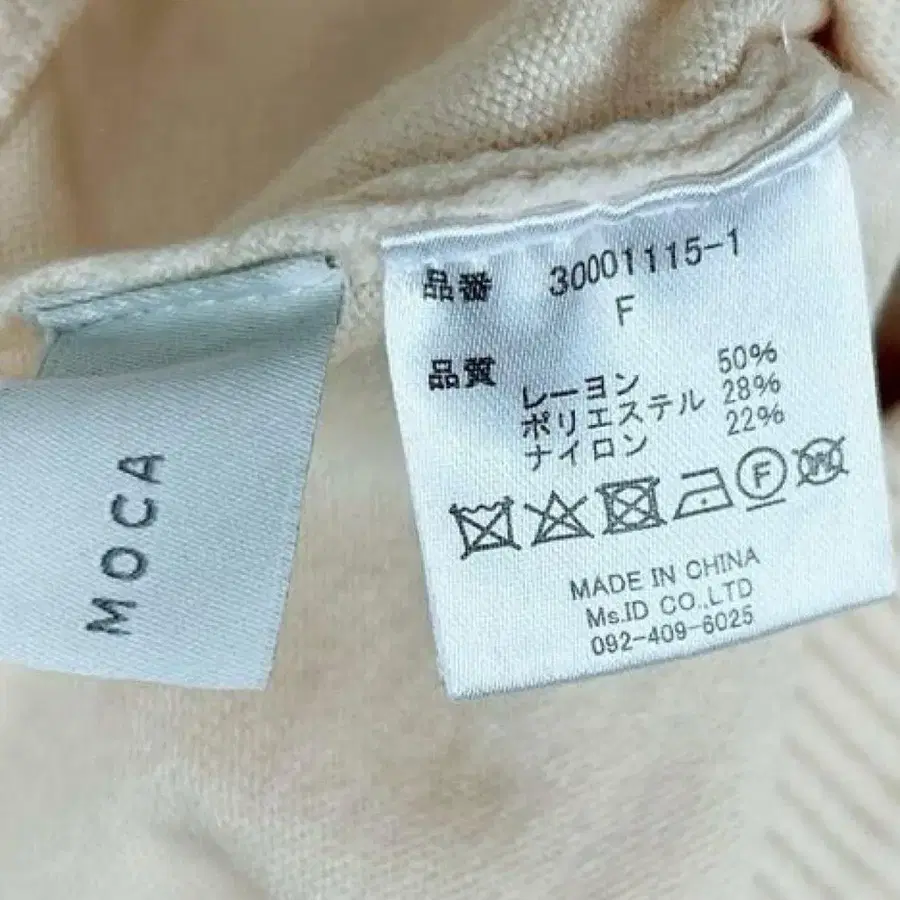 MOCA
品番 30001115-1
F
品質 レーヨン 50%
ポリエステル 28%
ナイロン 22%
F W
MADE IN CHINA
Ms.ID CO.,LTD
092-409-6025